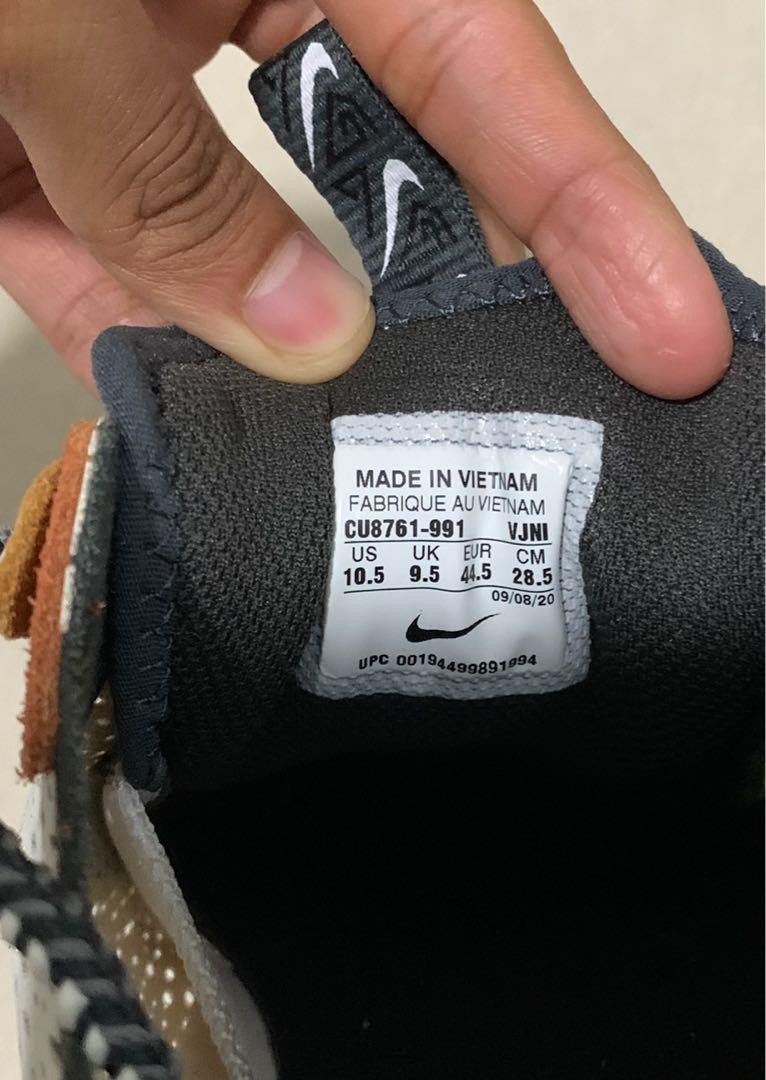 MADE IN VIETNAM
FABRIQUE AU VIETNAM
CU8761-991 VJNI
US UK EUR CM
10.5 9.5 44.5 28.5
09/08/20
UPC 00194499891994